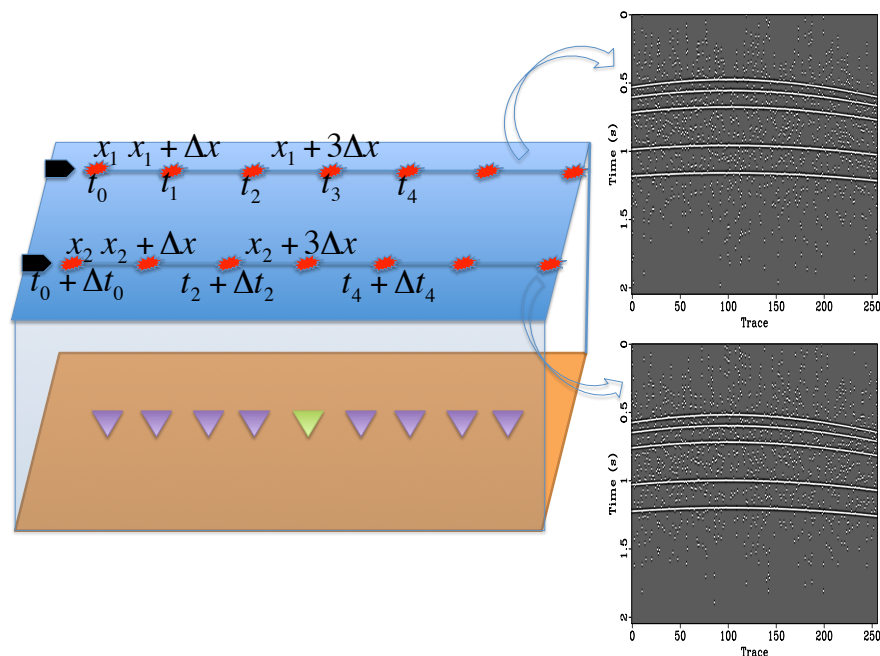 x₁ x₁ + Δx x₁ + 3Δx
t₀ t₁ t₂ t₃ t₄
x₂ x₂ + Δx x₂ + 3Δx
t₀ + Δt₀ t₂ + Δt₂ t₄ + Δt₄
0
0.5
1
1.5
2
Time (s)
0 50 100 150 200 250
Trace
0
0.5
1
1.5
2
Time (s)
0 50 100 150 200 250
Trace